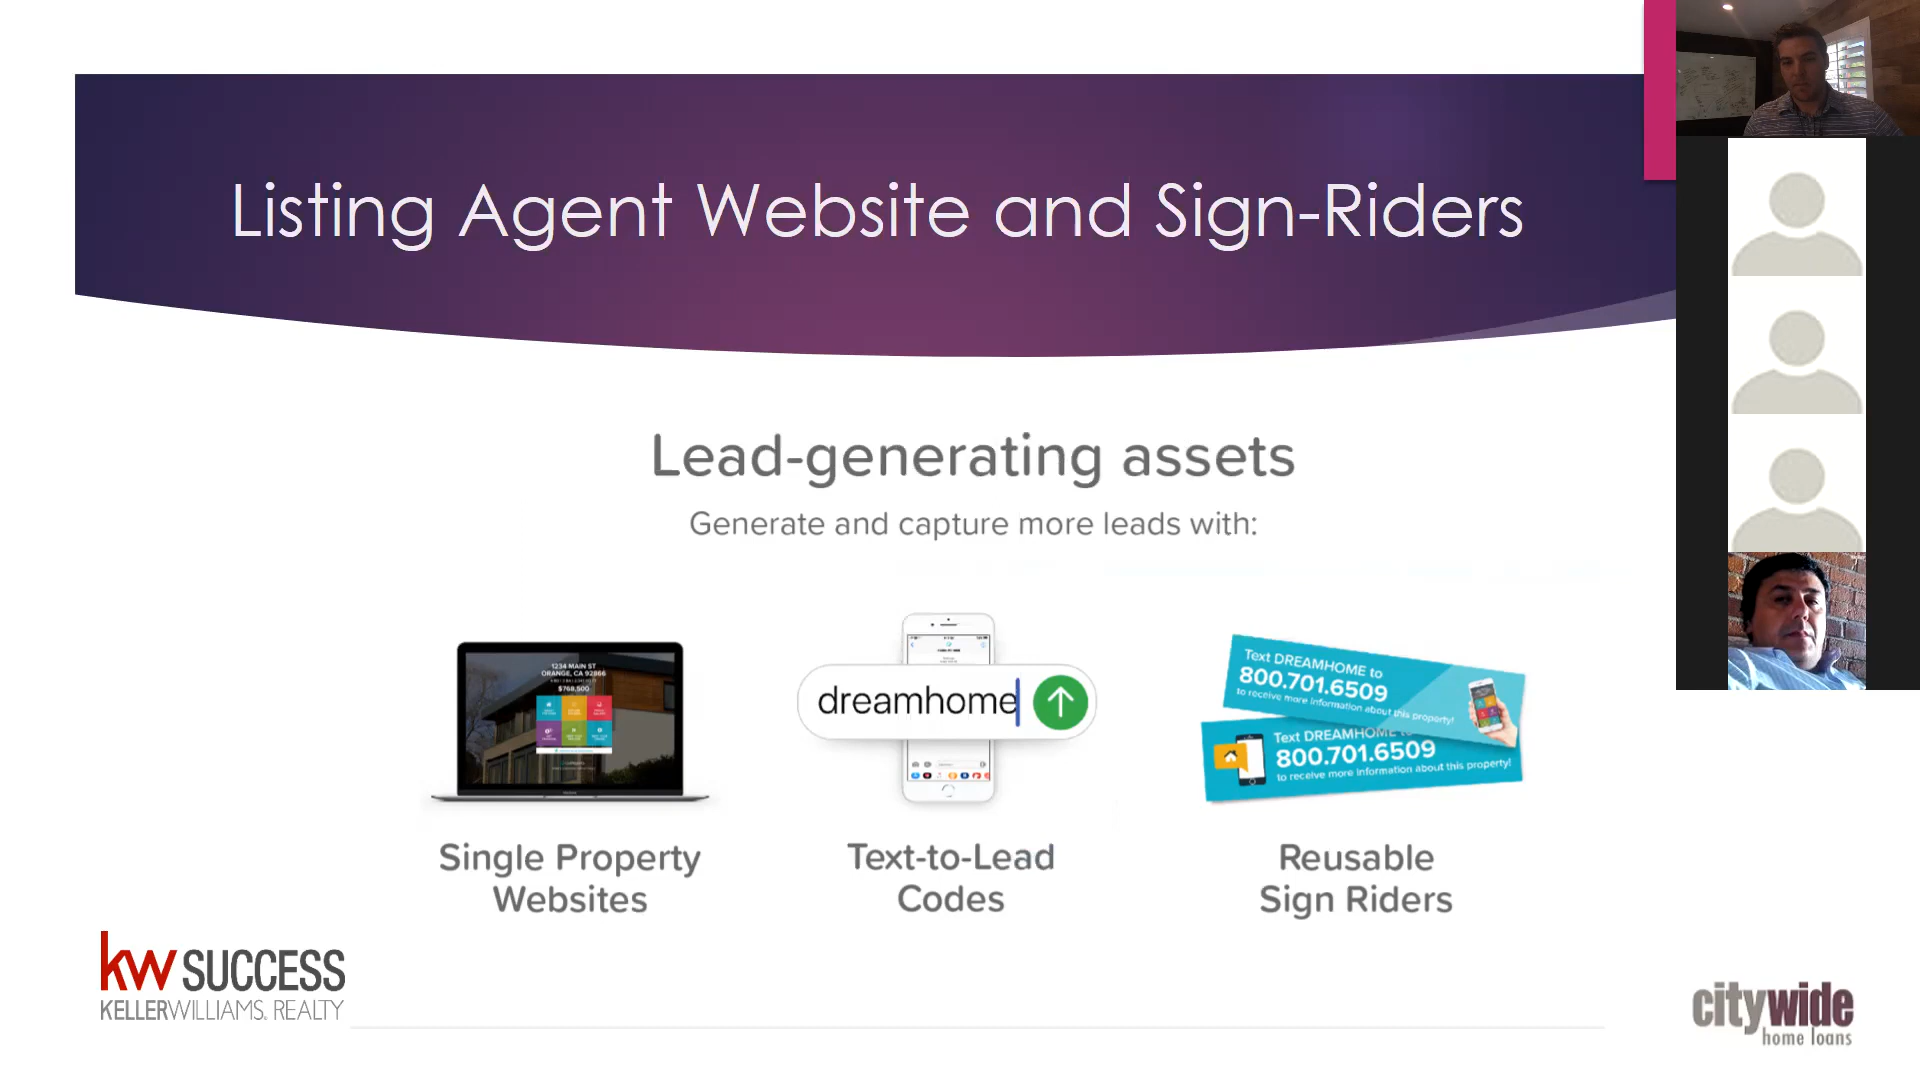 Listing Agent Website and Sign-Riders
Lead-generating assets
Generate and capture more leads with:
1234 MAIN ST
ORANGE, CA 92866
$768,500
dreamhome
Text DREAMHOME to
800.701.6509
to receive more information about this property!
Text DREAMHOME to
800.701.6509
to receive more information about this property!
Single Property
Websites
Text-to-Lead
Codes
Reusable
Sign Riders
kw SUCCESS
KELLERWILLIAMS. REALTY
citywide
home loans